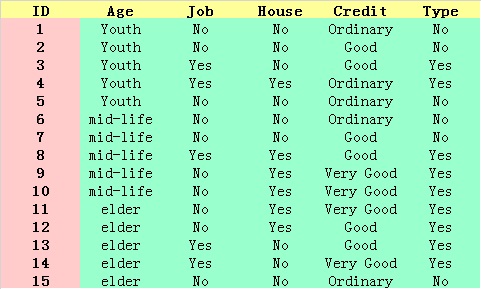 ID Age Job House Credit Type
1 Youth No No Ordinary No
2 Youth No No Good No
3 Youth Yes No Good Yes
4 Youth Yes Yes Ordinary Yes
5 Youth No No Ordinary No
6 mid-life No No Ordinary No
7 mid-life No No Good No
8 mid-life Yes Yes Good Yes
9 mid-life No Yes Very Good Yes
10 mid-life No Yes Very Good Yes
11 elder No Yes Very Good Yes
12 elder No Yes Good Yes
13 elder Yes No Good Yes
14 elder Yes No Very Good Yes
15 elder No No Ordinary No